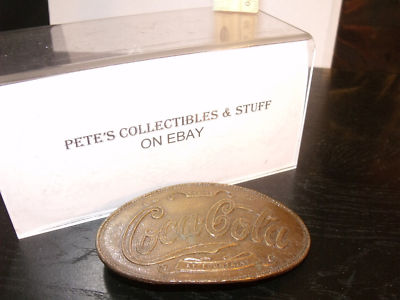 PETE'S COLLECTIBLES & STUFF
ON EBAY
Coca-Cola